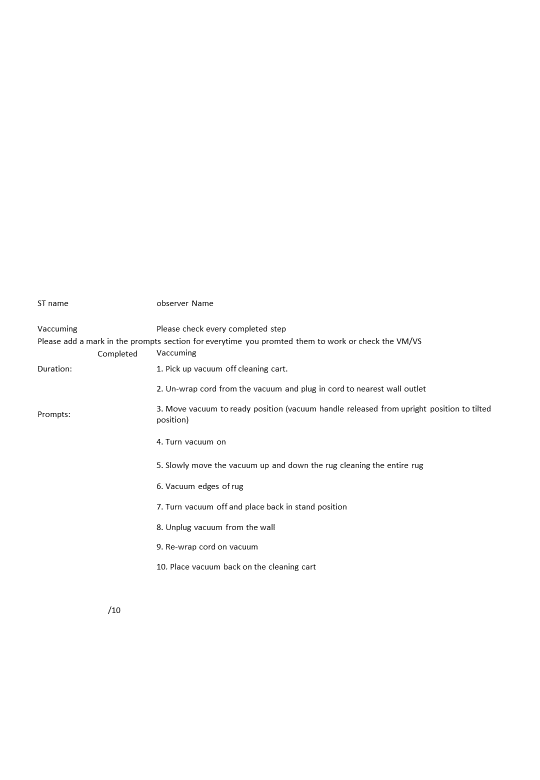 ST name observer Name
Vaccuming Please check every completed step
Please add a mark in the prompts section for everytime you promted them to work or check the VM/VS
Completed Vaccuming
Duration: 1. Pick up vacuum off cleaning cart.
2. Un-wrap cord from the vacuum and plug in cord to nearest wall outlet
3. Move vacuum to ready position (vacuum handle released from upright position to tilted
Prompts: position)
4. Turn vacuum on
5. Slowly move the vacuum up and down the rug cleaning the entire rug
6. Vacuum edges of rug
7. Turn vacuum off and place back in stand position
8. Unplug vacuum from the wall
9. Re-wrap cord on vacuum
10. Place vacuum back on the cleaning cart
/10